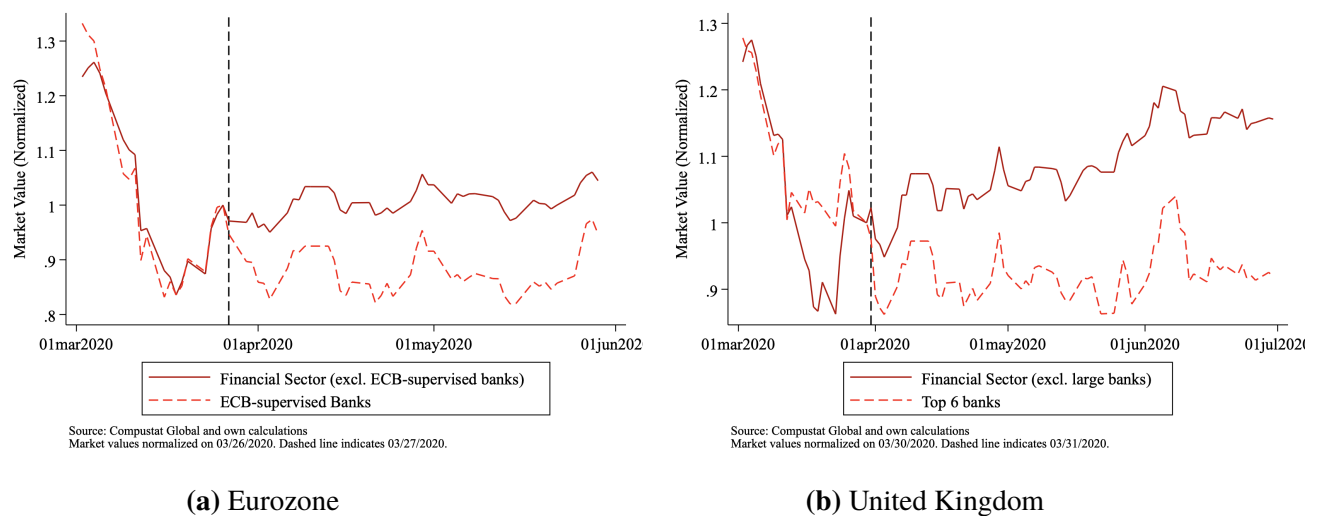 Market Value (Normalized)
1.3
1.2
1.1
1
.9
.8
01mar2020
01apr2020
01may2020
01jun202
Financial Sector (excl. ECB-supervised banks)
ECB-supervised Banks
Source: Compustat Global and own calculations
Market values normalized on 03/26/2020. Dashed line indicates 03/27/2020.
(a) Eurozone
Market Value (Normalized)
1.3
1.2
1.1
1
.9
01mar2020
01apr2020
01may2020
01jun2020
01jul202
Financial Sector (excl. large banks)
Top 6 banks
Source: Compustat Global and own calculations
Market values normalized on 03/30/2020. Dashed line indicates 03/31/2020.
(b) United Kingdom